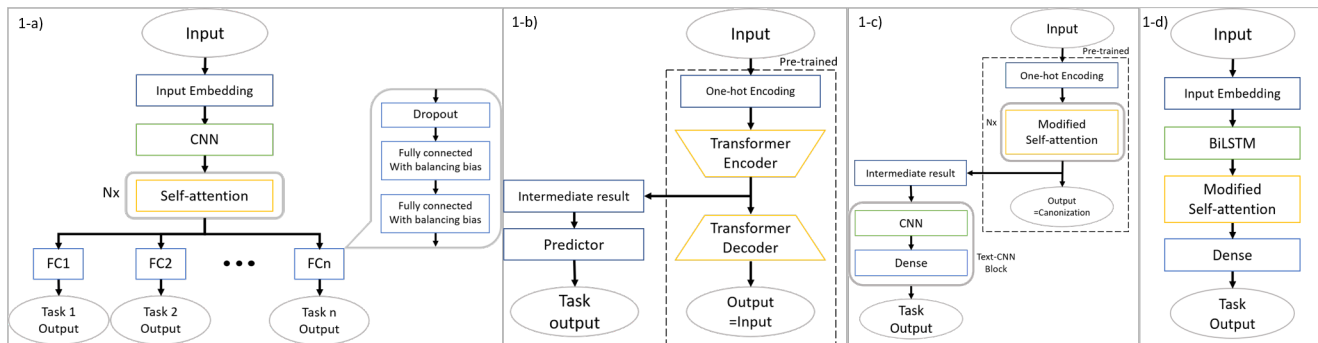 1-a)
Input
Input Embedding
CNN
Nx
Self-attention
FC1
FC2
• • •
FCn
Task 1
Output
Task 2
Output
Task n
Output
Dropout
Fully connected
With balancing bias
Fully connected
With balancing bias
1-b)
Input
Pre-trained
One-hot Encoding
Transformer
Encoder
Intermediate result
Transformer
Decoder
Predictor
Task
output
Output
=Input
1-c)
Input
Pre-trained
One-hot Encoding
Nx
Modified
Self-attention
Intermediate result
Output
=Canonization
CNN
Dense
Text-CNN
Block
Task
Output
1-d)
Input
Input Embedding
BiLSTM
Modified
Self-attention
Dense
Task
Output